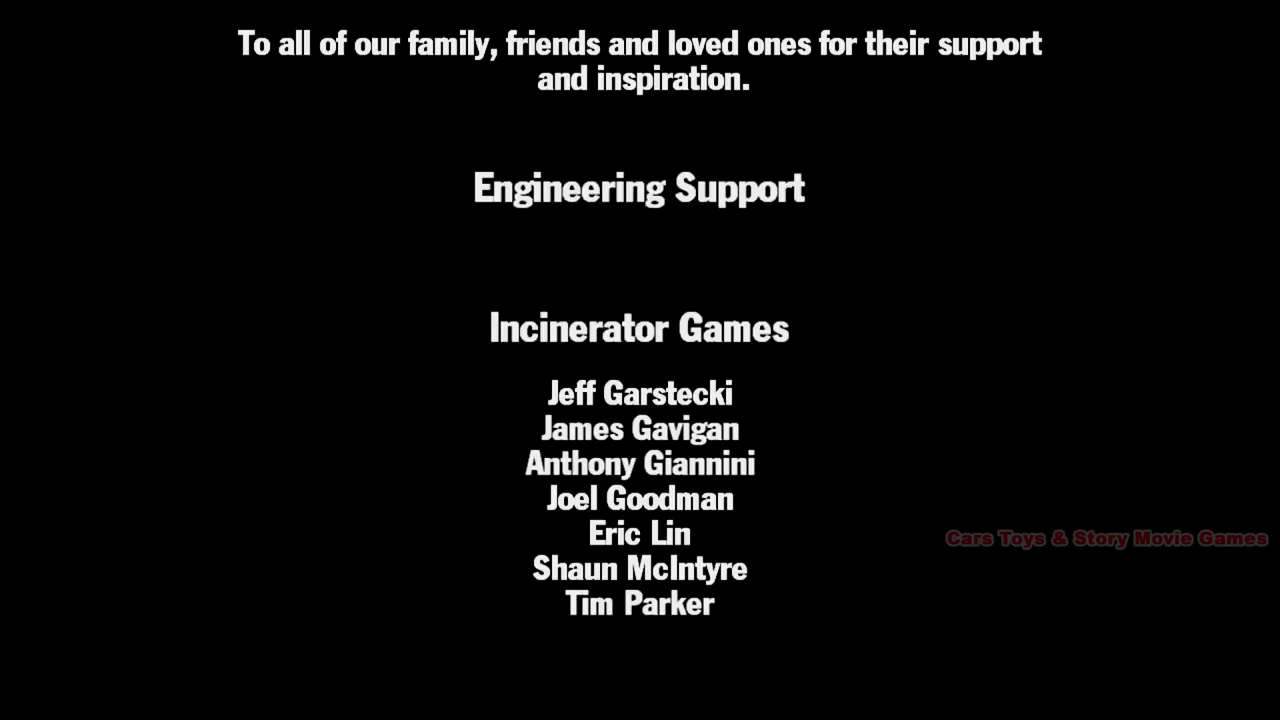 To all of our family, friends and loved ones for their support
and inspiration.
Engineering Support
Incinerator Games
Jeff Garstecki
James Gavigan
Anthony Giannini
Joel Goodman
Eric Lin
Shaun McIntyre
Tim Parker
Cars Toys & Story Movie Games